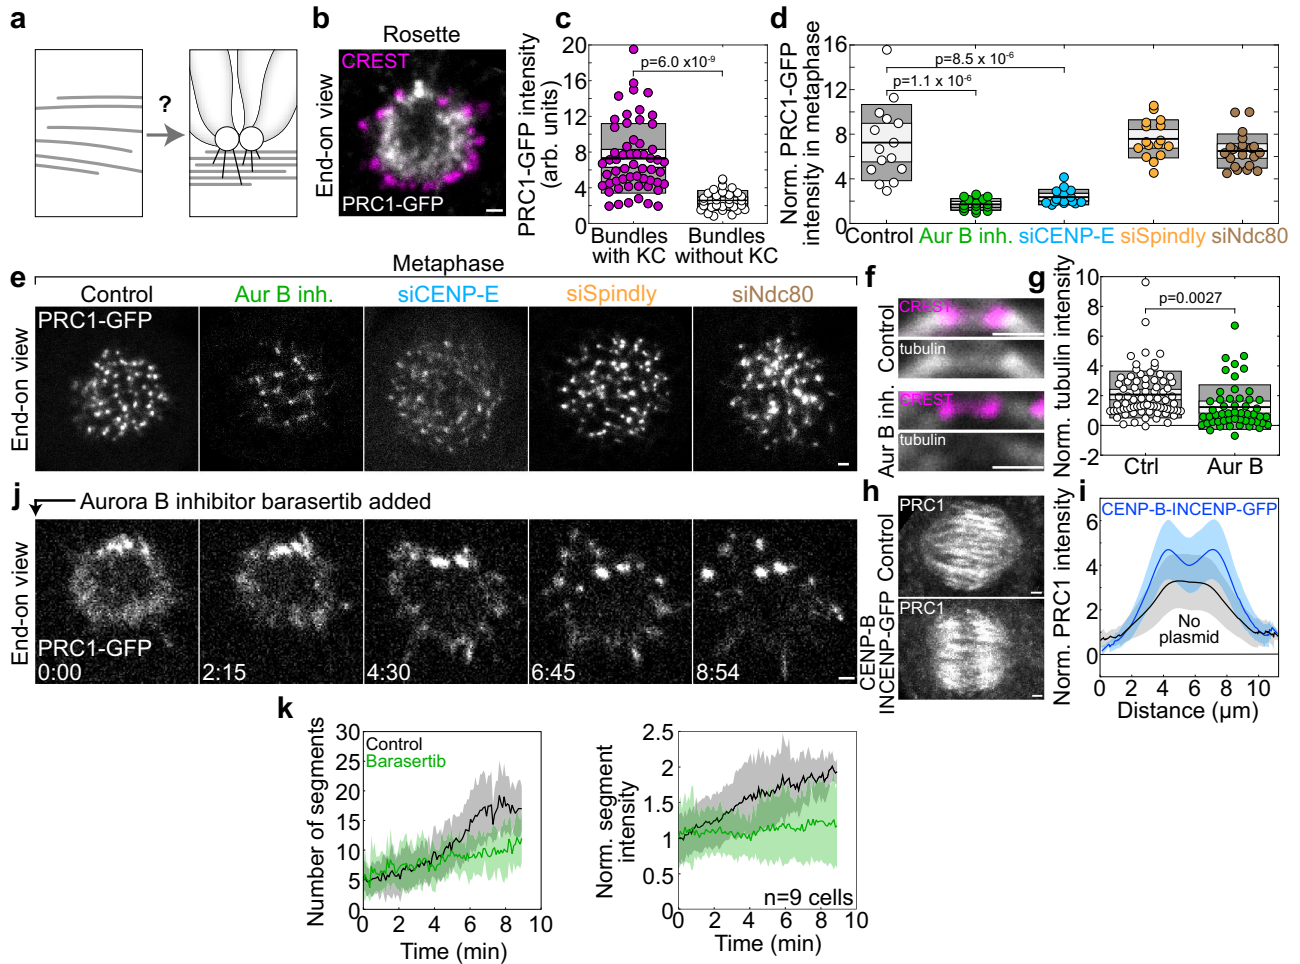 a
?
b
Rosette
End-on view
CREST
PRC1-GFP
c
PRC1-GFP intensity
(arb. units)
20
16
12
8
4
0
p=6.0 x10-9
Bundles
with KC
Bundles
without KC
d
Norm. PRC1-GFP
intensity in metaphase
16
12
8
4
0
p=8.5 x 10-6
p=1.1 x10-6
Control
Aur B inh.
siCENP-E
siSpindly
siNdc80
e
Metaphase
Control
Aur B inh.
siCENP-E
siSpindly
siNdc80
End-on view
PRC1-GFP
f
Control
CREST
tubulin
Aur B inh.
CREST
tubulin
g
Norm. tubulin intensity
10
8
6
4
2
0
-2
p=0.0027
Ctrl
Aur B
h
Control
PRC1
CENP-B
INCENP-GFP
PRC1
i
Norm. PRC1 intensity
6
4
2
0
CENP-B-INCENP-GFP
No
plasmid
0 2 4 6 8 10
Distance (µm)
j
Aurora B inhibitor barasertib added
End-on view
PRC1-GFP
0:00
2:15
4:30
6:45
8:54
k
Number of segments
30
25
20
15
10
5
0
Control
Barasertib
0 2 4 6 8 10
Time (min)
Norm. segment
intensity
2.5
2
1.5
1
0.5
0
n=9 cells
0 2 4 6 8 10
Time (min)